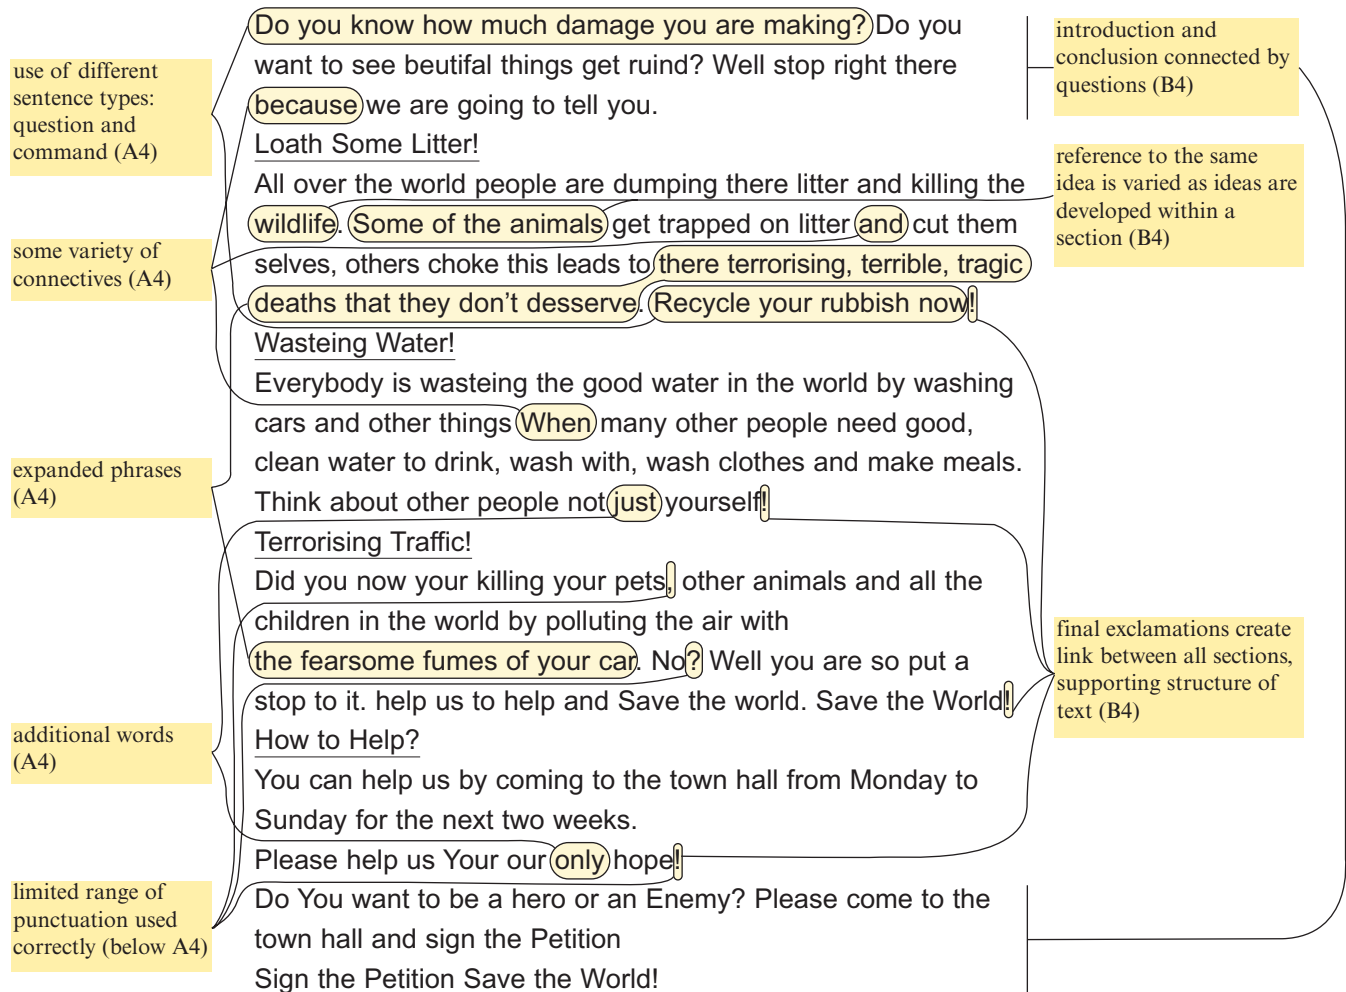 Do you know how much damage you are making? Do you
want to see beutifal things get ruind? Well stop right there
because we are going to tell you.
Loath Some Litter!
All over the world people are dumping there litter and killing the
wildlife. Some of the animals get trapped on litter and cut them
selves, others choke this leads to there terrorising, terrible, tragic
deaths that they don't desserve. Recycle your rubbish now!
Wasteing Water!
Everybody is wasteing the good water in the world by washing
cars and other things When many other people need good,
clean water to drink, wash with, wash clothes and make meals.
Think about other people not just yourself!
Terrorising Traffic!
Did you now your killing your pets, other animals and all the
children in the world by polluting the air with
the fearsome fumes of your car. No? Well you are so put a
stop to it. help us to help and Save the world. Save the World!
How to Help?
You can help us by coming to the town hall from Monday to
Sunday for the next two weeks.
Please help us Your our only hope!
Do You want to be a hero or an Enemy? Please come to the
town hall and sign the Petition
Sign the Petition Save the World!
use of different
sentence types:
question and
command (A4)
some variety of
connectives (A4)
expanded phrases
(A4)
additional words
(A4)
limited range of
punctuation used
correctly (below A4)
introduction and
conclusion connected by
questions (B4)
reference to the same
idea is varied as ideas are
developed within a
section (B4)
final exclamations create
link between all sections,
supporting structure of
text (B4)